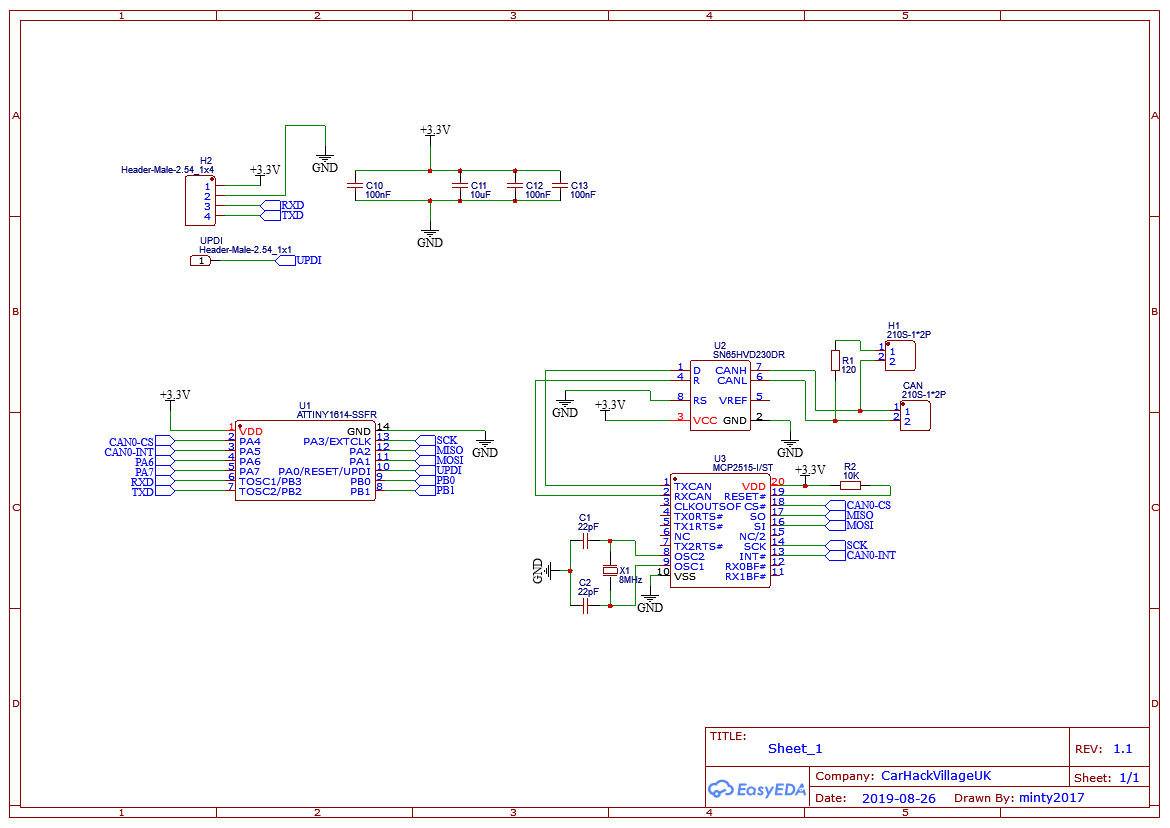 1 2 3 4 5
A A
B B
C C
D D
+3.3V
H2
Header-Male-2.54_1x4
+3.3V
GND
1
2
3 RXD
4 TXD
C10
100nF
C11
10uF
C12
100nF
C13
100nF
GND
UPDI
Header-Male-2.54_1x1
1 UPDI
H1
210S-1*2P
1 1
2 2
R1
120
CAN
210S-1*2P
1 1
2 2
U2
SN65HVD230DR
1 D CANH 7
4 R CANL 6
8 RS VREF 5
3 VCC GND 2
GND
+3.3V
GND
+3.3V
U1
ATTINY1614-SSFR
1 VDD GND 14
CAN0-CS 2 PA4 PA3/EXTCLK 13 SCK
CAN0-INT 3 PA5 PA2 12 MISO
PA6 4 PA6 PA1 11 MOSI
PA7 5 PA7 PA0/RESET/UPDI 10 UPDI
RXD 6 TOSC1/PB3 PB0 9 PB0
TXD 7 TOSC2/PB2 PB1 8 PB1
GND
U3
MCP2515-I/ST
+3.3V
R2
10K
1 TXCAN VDD 20
2 RXCAN RESET# 19
3 CLKOUTSOF CS# 18 CAN0-CS
4 TX0RTS# SO 17 MISO
5 TX1RTS# SI 16 MOSI
6 NC NC/2 15
7 TX2RTS# SCK 14 SCK
8 OSC2 INT# 13 CAN0-INT
9 OSC1 RX0BF# 12
10 VSS RX1BF# 11
C1
22pF
GND
X1
8MHz
C2
22pF
GND
TITLE:
Sheet_1
REV: 1.1
EasyEDA
Company: CarHackVillageUK
Sheet: 1/1
Date: 2019-08-26 Drawn By: minty2017
1 2 3 4 5